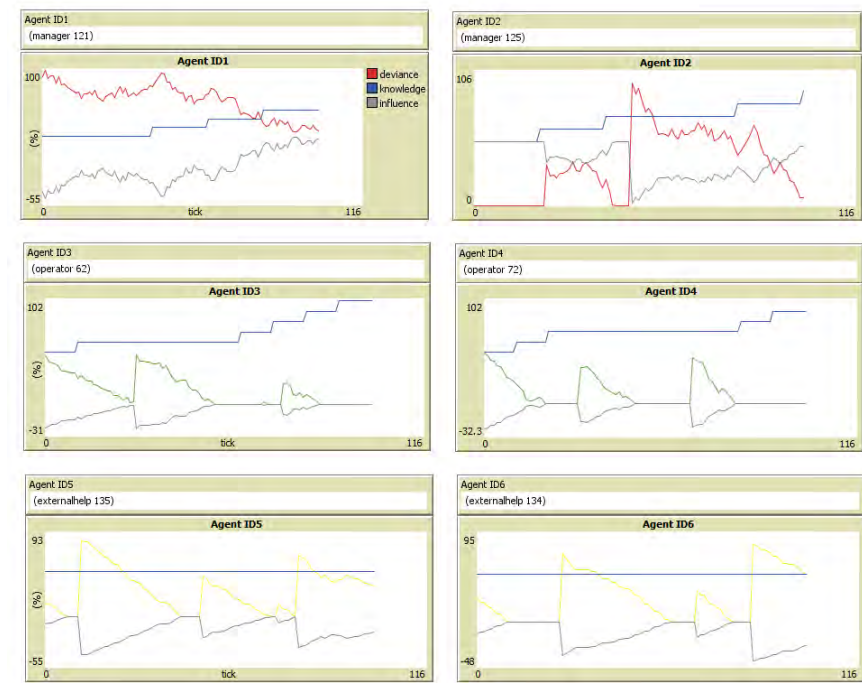 Agent ID1
(manager 121)
Agent ID1
100
(%)
-55
0
tick
116
deviance
knowledge
influence
Agent ID2
(manager 125)
Agent ID2
106
0
0
116
Agent ID3
(operator 62)
Agent ID3
102
(%)
-31
0
tick
116
Agent ID4
(operator 72)
Agent ID4
102
-32.3
0
116
Agent ID5
(externalhelp 135)
Agent ID5
93
(%)
-55
0
tick
116
Agent ID6
(externalhelp 134)
Agent ID6
95
-48
0
116